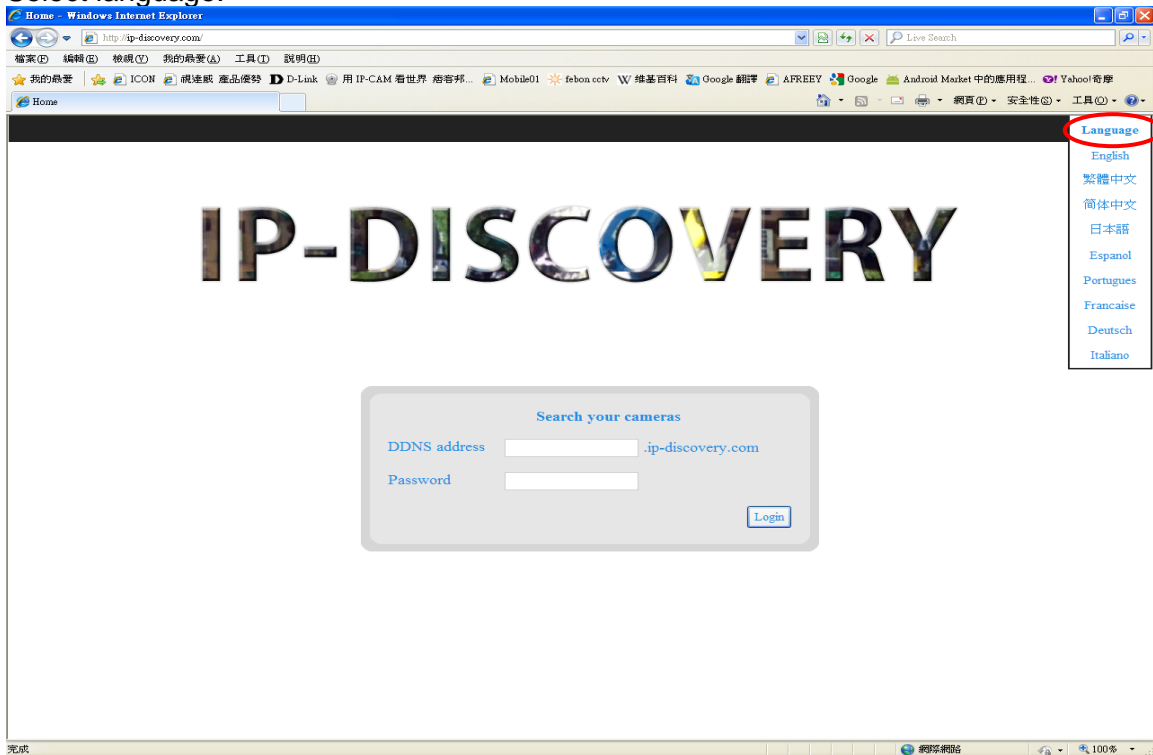 Select language.
Home - Windows Internet Explorer
http://ip-discovery.com/
Live Search
檔案(F) 編輯(E) 檢視(V) 我的最愛(A) 工具(T) 說明(H)
我的最愛 ICON 視連威 產品優勢 D-Link 用 IP-CAM 看世界 痞客邦... Mobile01 febon cctv 维基百科 Google 翻譯 AFREEY Google Android Market 中的應用程... Yahoo!奇摩
Home 網頁(P) 安全性(S) 工具(O)
Language
English
繁體中文
简体中文
日本語
Espanol
Portugues
Francaise
Deutsch
Italiano
IP-DISCOVERY
Search your cameras
DDNS address .ip-discovery.com
Password
Login
完成 網際網路 100%